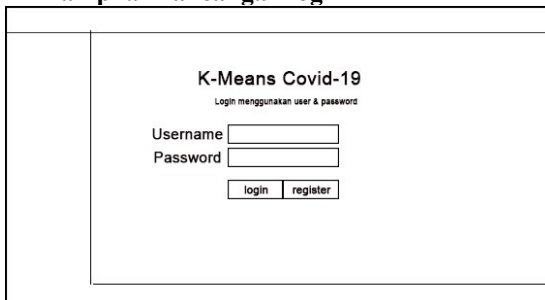 K-Means Covid-19
Login menggunakan user & password
Username
Password
login register